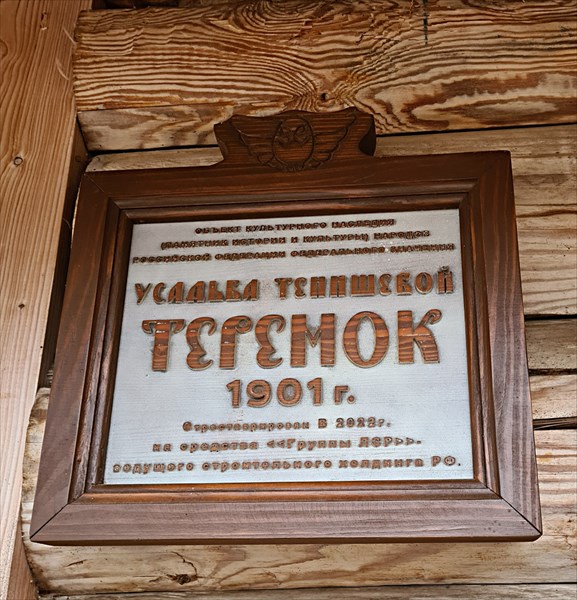 ОБЪЕКТ КУЛЬТУРНОГО НАСЛЕДИЯ
(ПАМЯТНИК ИСТОРИИ И КУЛЬТУРЫ) НАРОДОВ
РОССИЙСКОЙ ФЕДЕРАЦИИ ФЕДЕРАЛЬНОГО ЗНАЧЕНИЯ
УСАДЬБА ТЕНИШЕВОЙ
ТЕРЕМОК
1901 г.
Отреставрирован В 2022г.
на средства <<Группы ЛСР>>.
ведущего строительного холдинга РФ.